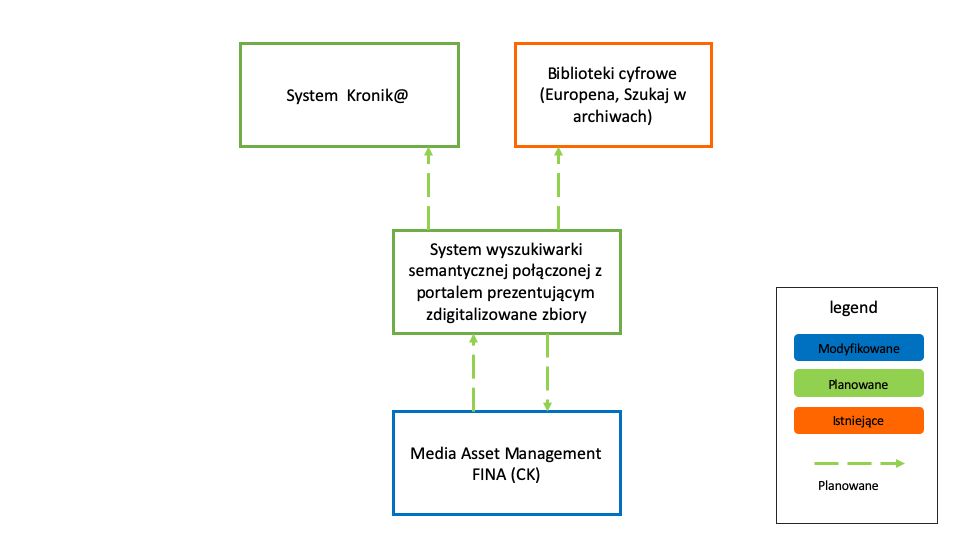 System Kronik@
Biblioteki cyfrowe
(Europena, Szukaj w
archiwach)
System wyszukiwarki
semantycznej połączonej z
portalem prezentującym
zdigitalizowane zbiory
Media Asset Management
FINA (CK)
legend
Modyfikowane
Planowane
Istniejące
Planowane